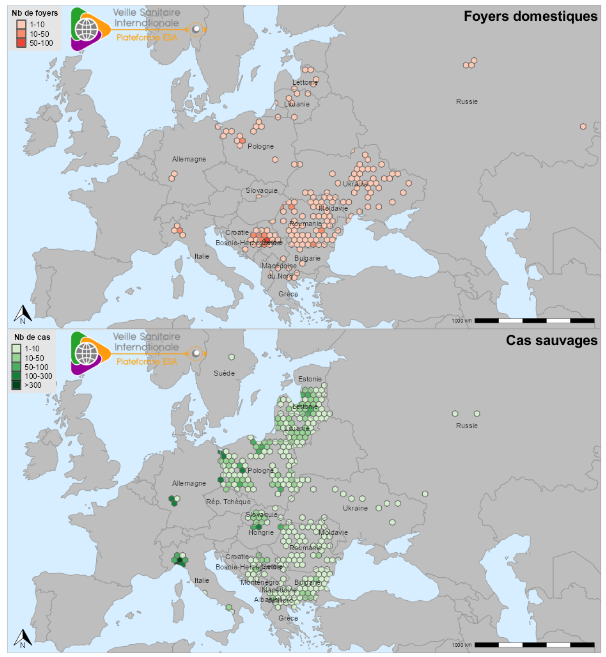 Nb de foyers
1-10
10-50
50-100
Veille Sanitaire
Internationale
Plateforme ESA
Foyers domestiques
Lettonie
Lituanie
Russie
Pologne
Allemagne
Slovaquie
Ukraine
Moldavie
Roumanie
Croatie
Bosnie-Herzégovine
Bulgarie
Italie
Macédoine
du Nord
Grèce
N
1000 km
Nb de cas
1-10
10-50
50-100
100-300
>300
Veille Sanitaire
Internationale
Plateforme ESA
Cas sauvages
Suède
Estonie
Lettonie
Lituanie
Russie
Pologne
Allemagne
Rép. Tchèque
Ukraine
Slovaquie
Hongrie
Moldavie
Roumanie
Croatie
Bosnie-Herzégovine
Italie
Monténégro
Bulgarie
Grèce
N
1000 km